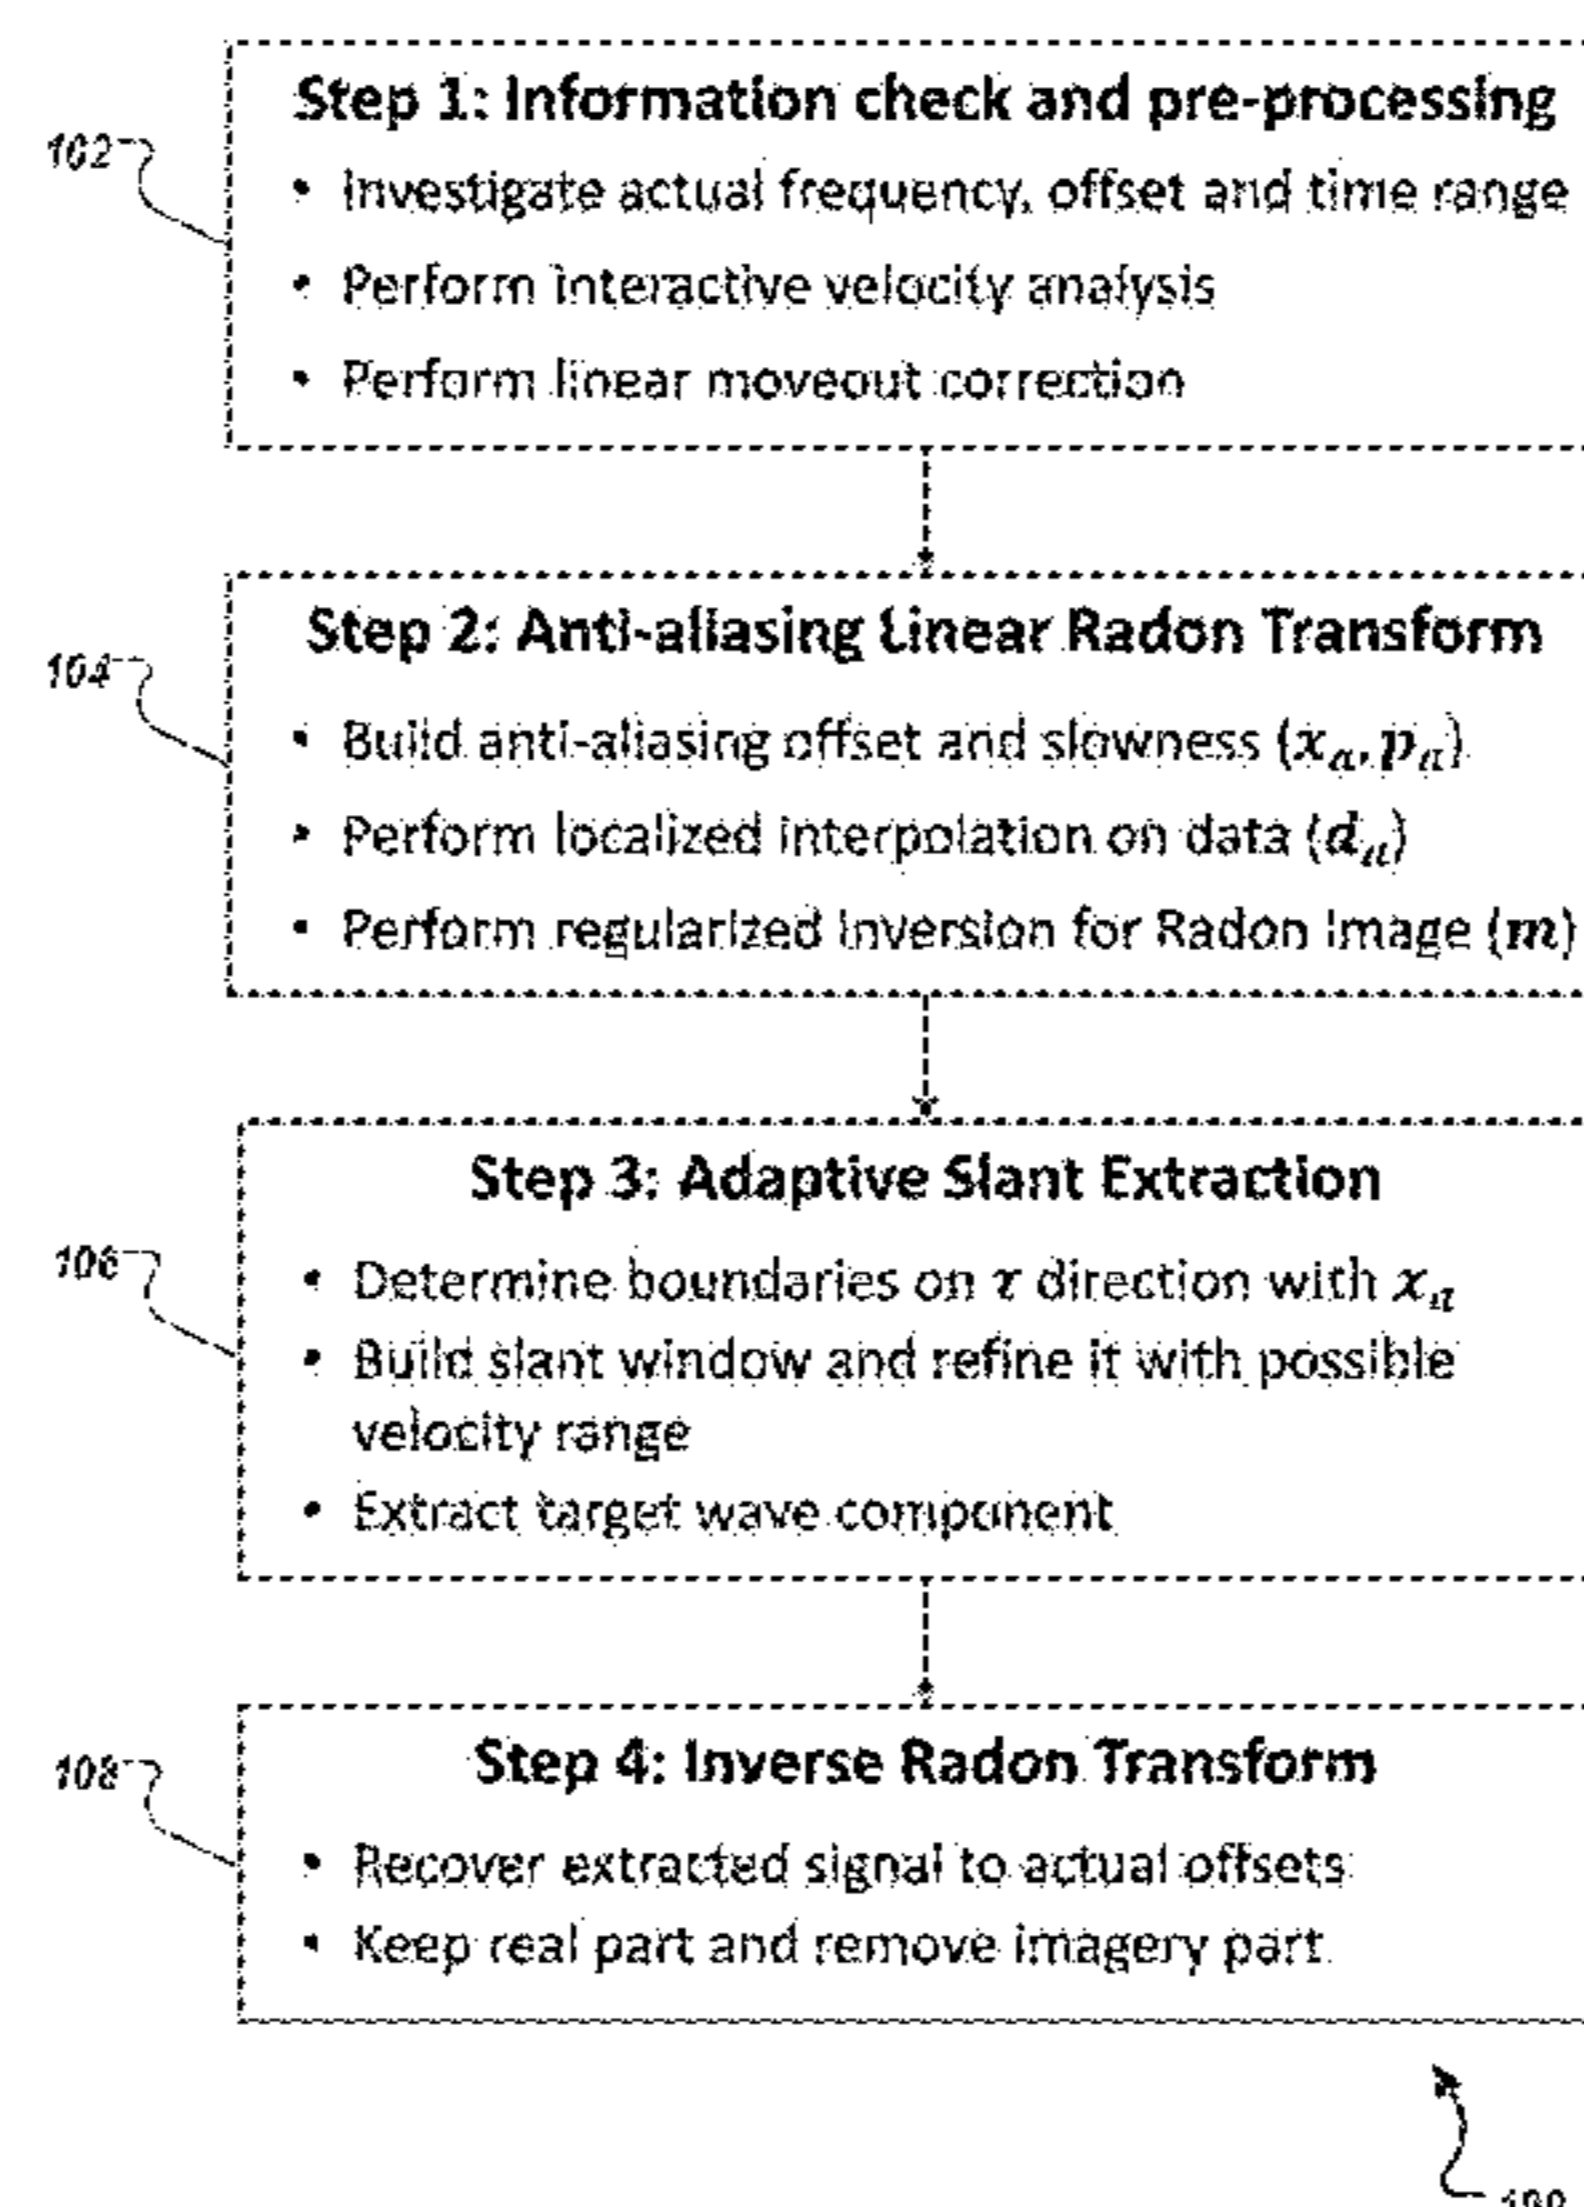 Step 1: Information check and pre-processing
102
• Investigate actual frequency, offset and time range
• Perform interactive velocity analysis
• Perform linear moveout correction
Step 2: Anti-aliasing Linear Radon Transform
104
• Build anti-aliasing offset and slowness (xₐ, pₐ)
• Perform localized interpolation on data (dₐ)
• Perform regularized inversion for Radon image (m)
Step 3: Adaptive Slant Extraction
106
• Determine boundaries on τ direction with xₐ
• Build slant window and refine it with possible
velocity range
• Extract target wave component
Step 4: Inverse Radon Transform
108
• Recover extracted signal to actual offsets
• Keep real part and remove imagery part